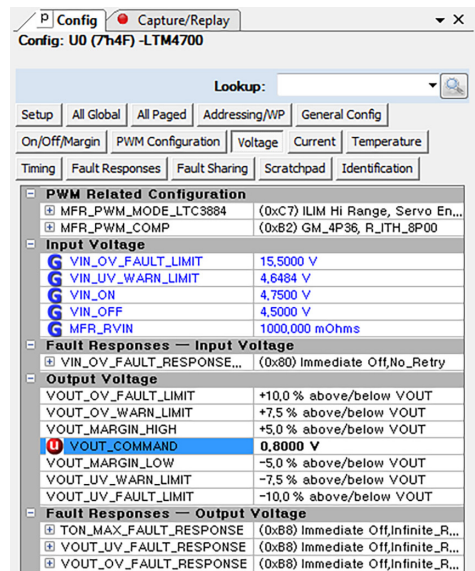 P Config Capture/Replay
Config: U0 (7'h4F) -LTM4700
Lookup:
Setup All Global All Paged Addressing/WP General Config
On/Off/Margin PWM Configuration Voltage Current Temperature
Timing Fault Responses Fault Sharing Scratchpad Identification
PWM Related Configuration
MFR_PWM_MODE_LTC3884 (0xC7) ILIM Hi Range, Servo En...
MFR_PWM_COMP (0xB2) GM_4P36, R_ITH_8P00
Input Voltage
G VIN_OV_FAULT_LIMIT 15,5000 V
G VIN_UV_WARN_LIMIT 4,6484 V
G VIN_ON 4,7500 V
G VIN_OFF 4,5000 V
G MFR_RVIN 1000,000 mOhms
Fault Responses — Input Voltage
VIN_OV_FAULT_RESPONSE... (0x80) Immediate Off,No_Retry
Output Voltage
VOUT_OV_FAULT_LIMIT +10,0 % above/below VOUT
VOUT_OV_WARN_LIMIT +7,5 % above/below VOUT
VOUT_MARGIN_HIGH +5,0 % above/below VOUT
U VOUT_COMMAND 0,8000 V
VOUT_MARGIN_LOW -5,0 % above/below VOUT
VOUT_UV_WARN_LIMIT -7,5 % above/below VOUT
VOUT_UV_FAULT_LIMIT -10,0 % above/below VOUT
Fault Responses — Output Voltage
TON_MAX_FAULT_RESPONSE (0xB8) Immediate Off,Infinite_R...
VOUT_UV_FAULT_RESPONSE (0xB8) Immediate Off,Infinite_R...
VOUT_OV_FAULT_RESPONSE (0xB8) Immediate Off,Infinite_R...